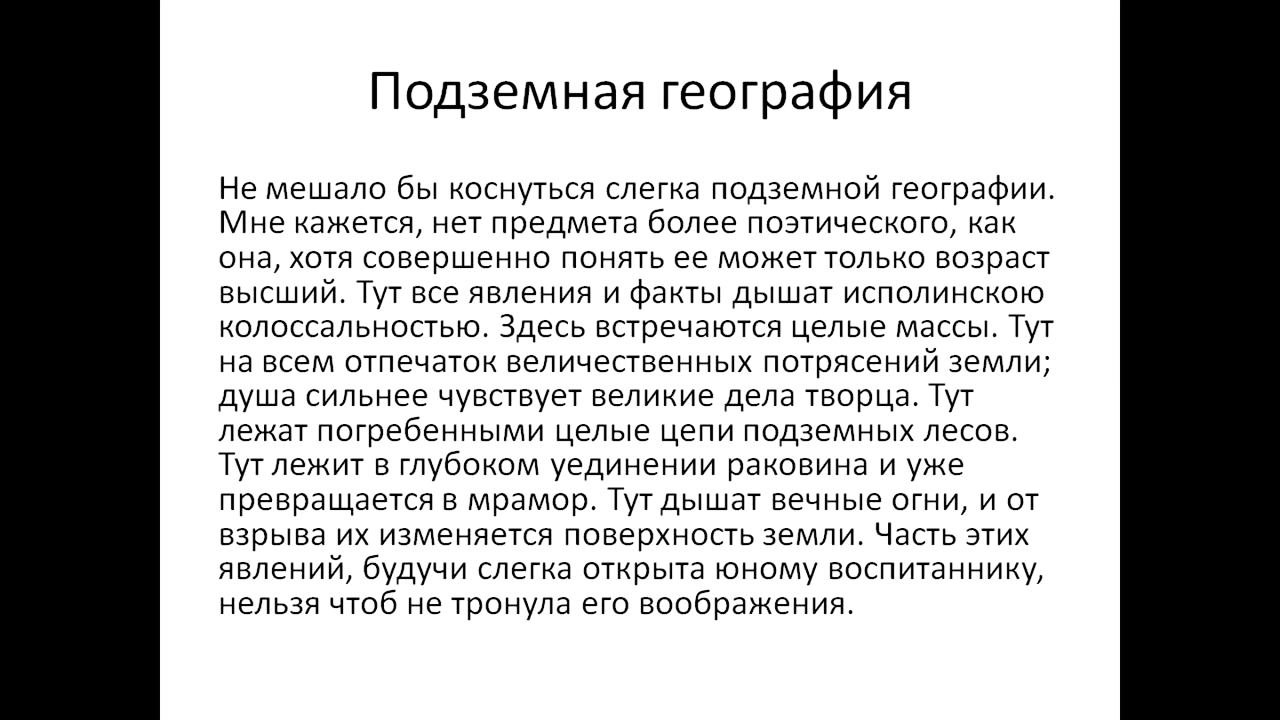 Подземная география
Не мешало бы коснуться слегка подземной географии.
Мне кажется, нет предмета более поэтического, как
она, хотя совершенно понять ее может только возраст
высший. Тут все явления и факты дышат исполинскою
колоссальностью. Здесь встречаются целые массы. Тут
на всем отпечаток величественных потрясений земли;
душа сильнее чувствует великие дела творца. Тут
лежат погребенными целые цепи подземных лесов.
Тут лежит в глубоком уединении раковина и уже
превращается в мрамор. Тут дышат вечные огни, и от
взрыва их изменяется поверхность земли. Часть этих
явлений, будучи слегка открыта юному воспитаннику,
нельзя чтоб не тронула его воображения.